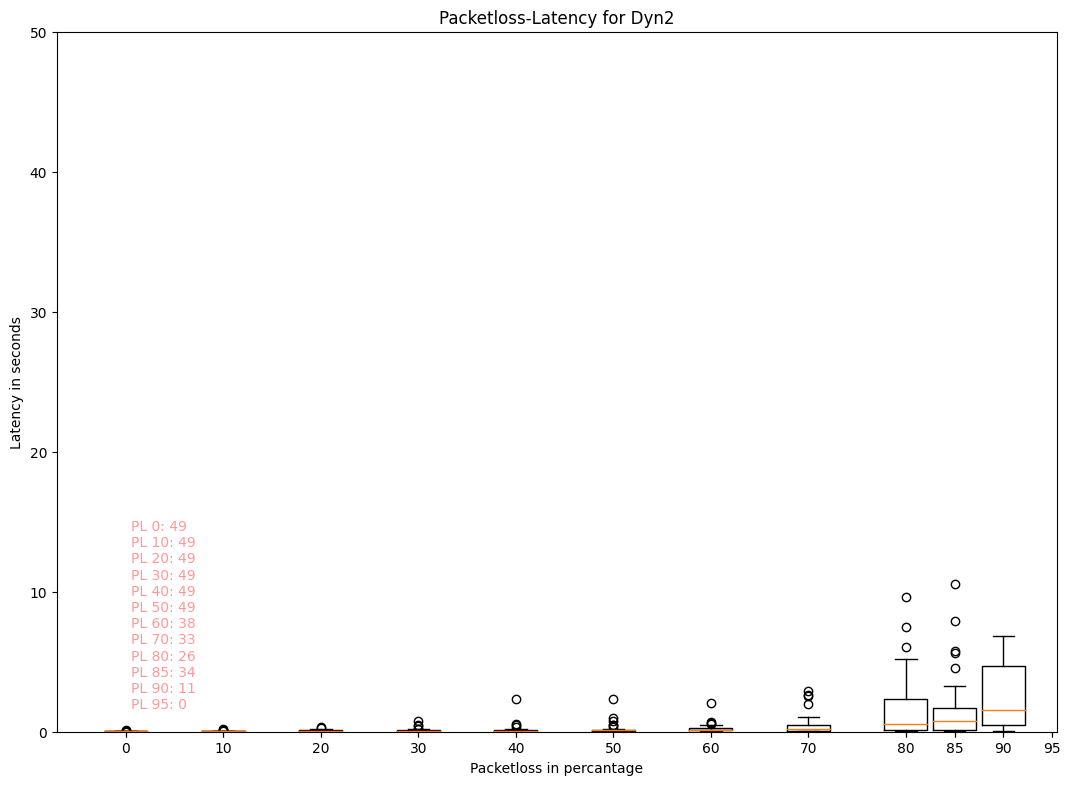 Packetloss-Latency for Dyn2
50
40
30
20
10
0
Latency in seconds
PL 0: 49
PL 10: 49
PL 20: 49
PL 30: 49
PL 40: 49
PL 50: 49
PL 60: 38
PL 70: 33
PL 80: 26
PL 85: 34
PL 90: 11
PL 95: 0
0 10 20 30 40 50 60 70 80 85 90 95
Packetloss in percantage